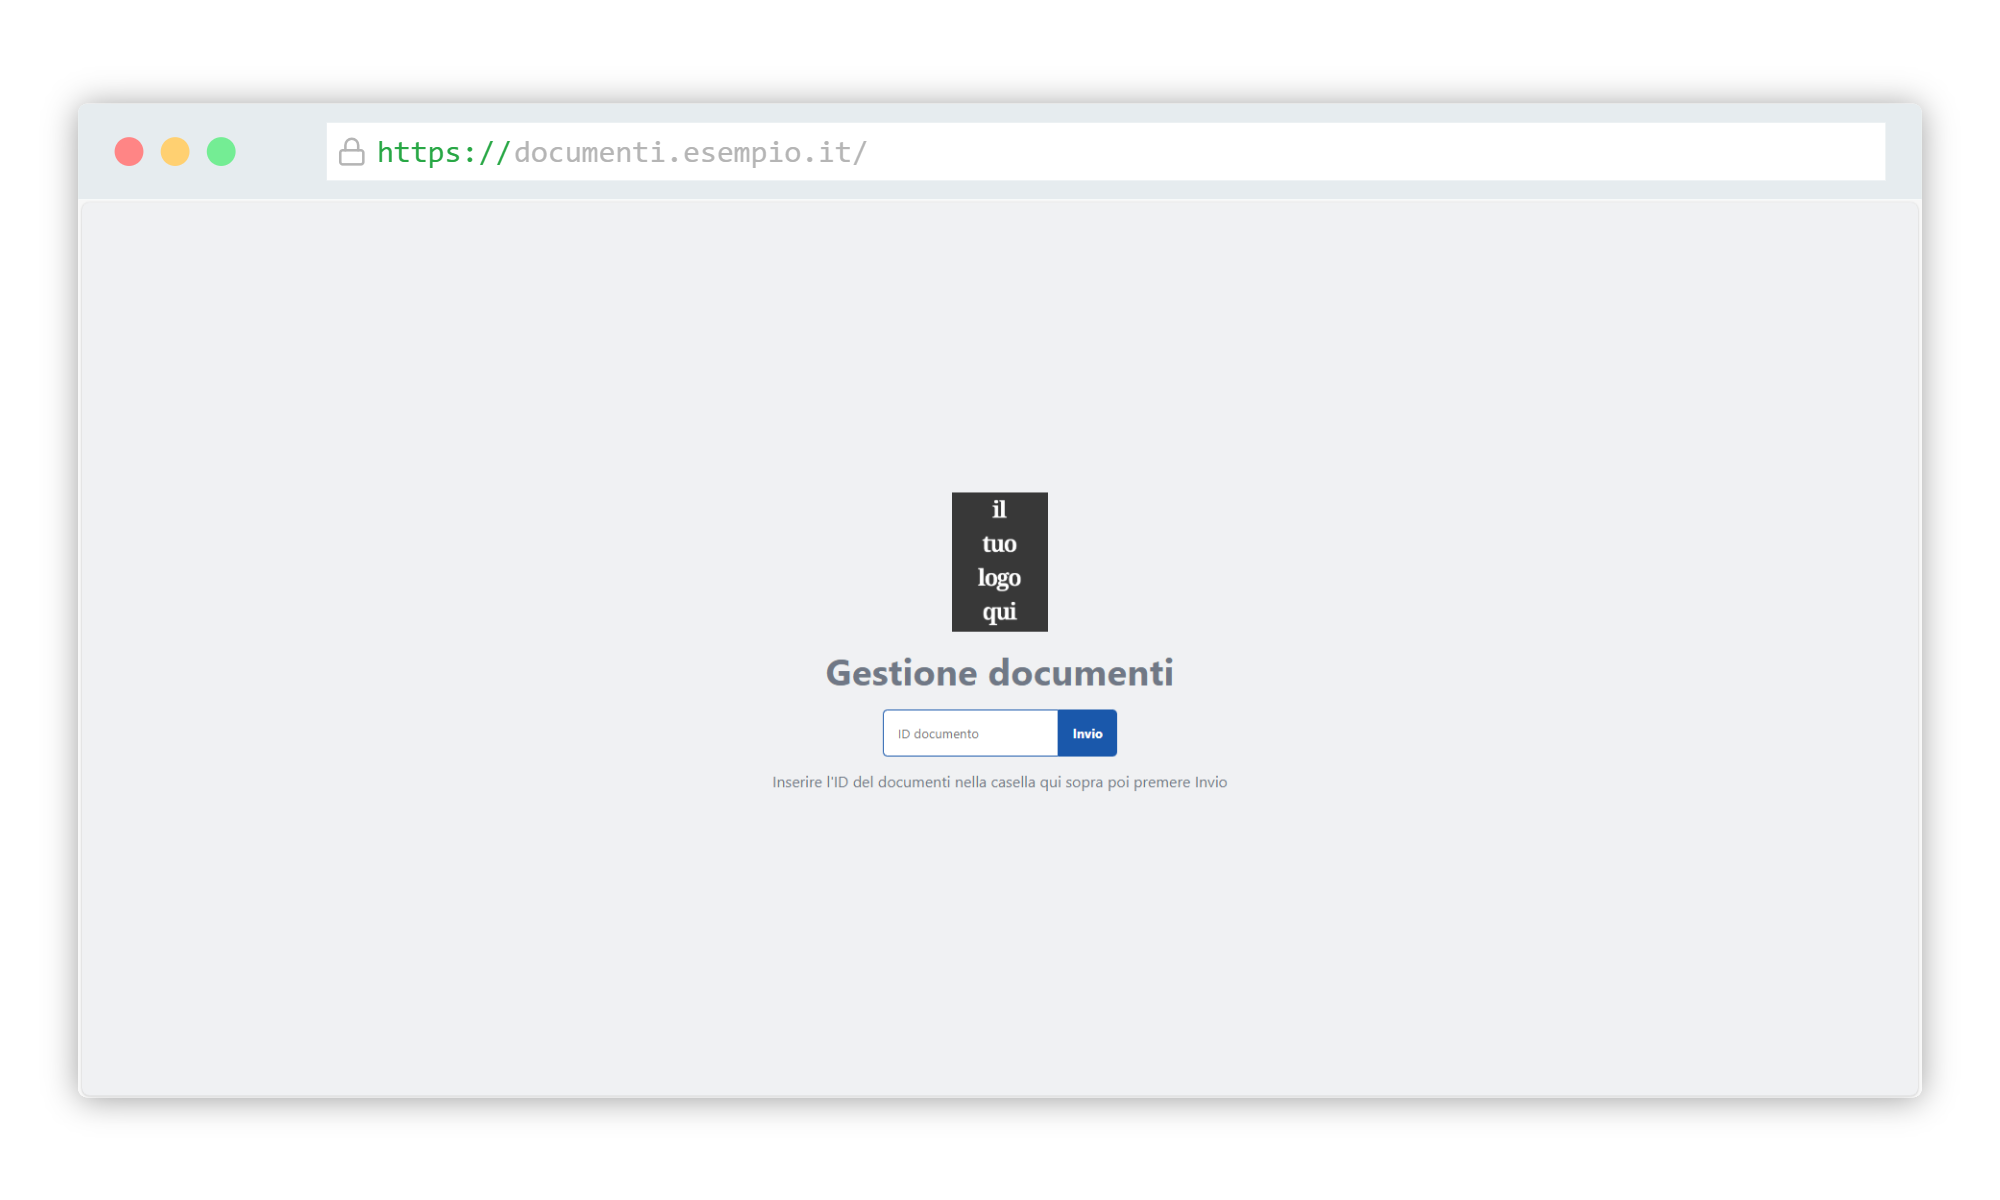 https://documenti.esempio.it/
il
tuo
logo
qui
Gestione documenti
ID documento Invio
Inserire l'ID del documenti nella casella qui sopra poi premere Invio